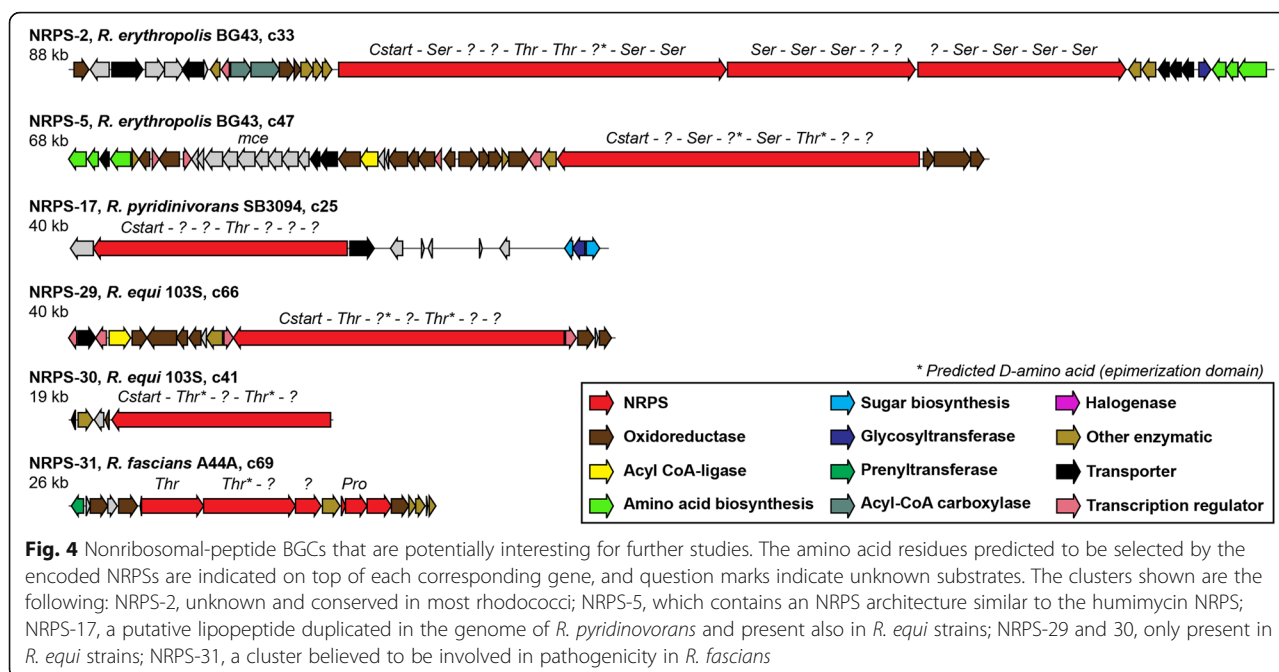 NRPS-2, R. erythropolis BG43, c33
88 kb
Cstart - Ser - ? - ? - Thr - Thr - ?* - Ser - Ser
Ser - Ser - Ser - ? - ?
? - Ser - Ser - Ser - Ser
NRPS-5, R. erythropolis BG43, c47
68 kb
mce
Cstart - ? - Ser - ?* - Ser - Thr* - ? - ?
NRPS-17, R. pyridinivorans SB3094, c25
40 kb
Cstart - ? - ? - Thr - ? - ? - ?
NRPS-29, R. equi 103S, c66
40 kb
Cstart - Thr - ?* - ?- Thr* - ? - ?
NRPS-30, R. equi 103S, c41
19 kb
Cstart - Thr* - ? - Thr* - ?
NRPS-31, R. fascians A44A, c69
26 kb
Thr
Thr* - ?
?
Pro
* Predicted D-amino acid (epimerization domain)
NRPS
Sugar biosynthesis
Halogenase
Oxidoreductase
Glycosyltransferase
Other enzymatic
Acyl CoA-ligase
Prenyltransferase
Transporter
Amino acid biosynthesis
Acyl-CoA carboxylase
Transcription regulator
Fig. 4 Nonribosomal-peptide BGCs that are potentially interesting for further studies. The amino acid residues predicted to be selected by the
encoded NRPSs are indicated on top of each corresponding gene, and question marks indicate unknown substrates. The clusters shown are the
following: NRPS-2, unknown and conserved in most rhodococci; NRPS-5, which contains an NRPS architecture similar to the humimycin NRPS;
NRPS-17, a putative lipopeptide duplicated in the genome of R. pyridinovorans and present also in R. equi strains; NRPS-29 and 30, only present in
R. equi strains; NRPS-31, a cluster believed to be involved in pathogenicity in R. fascians